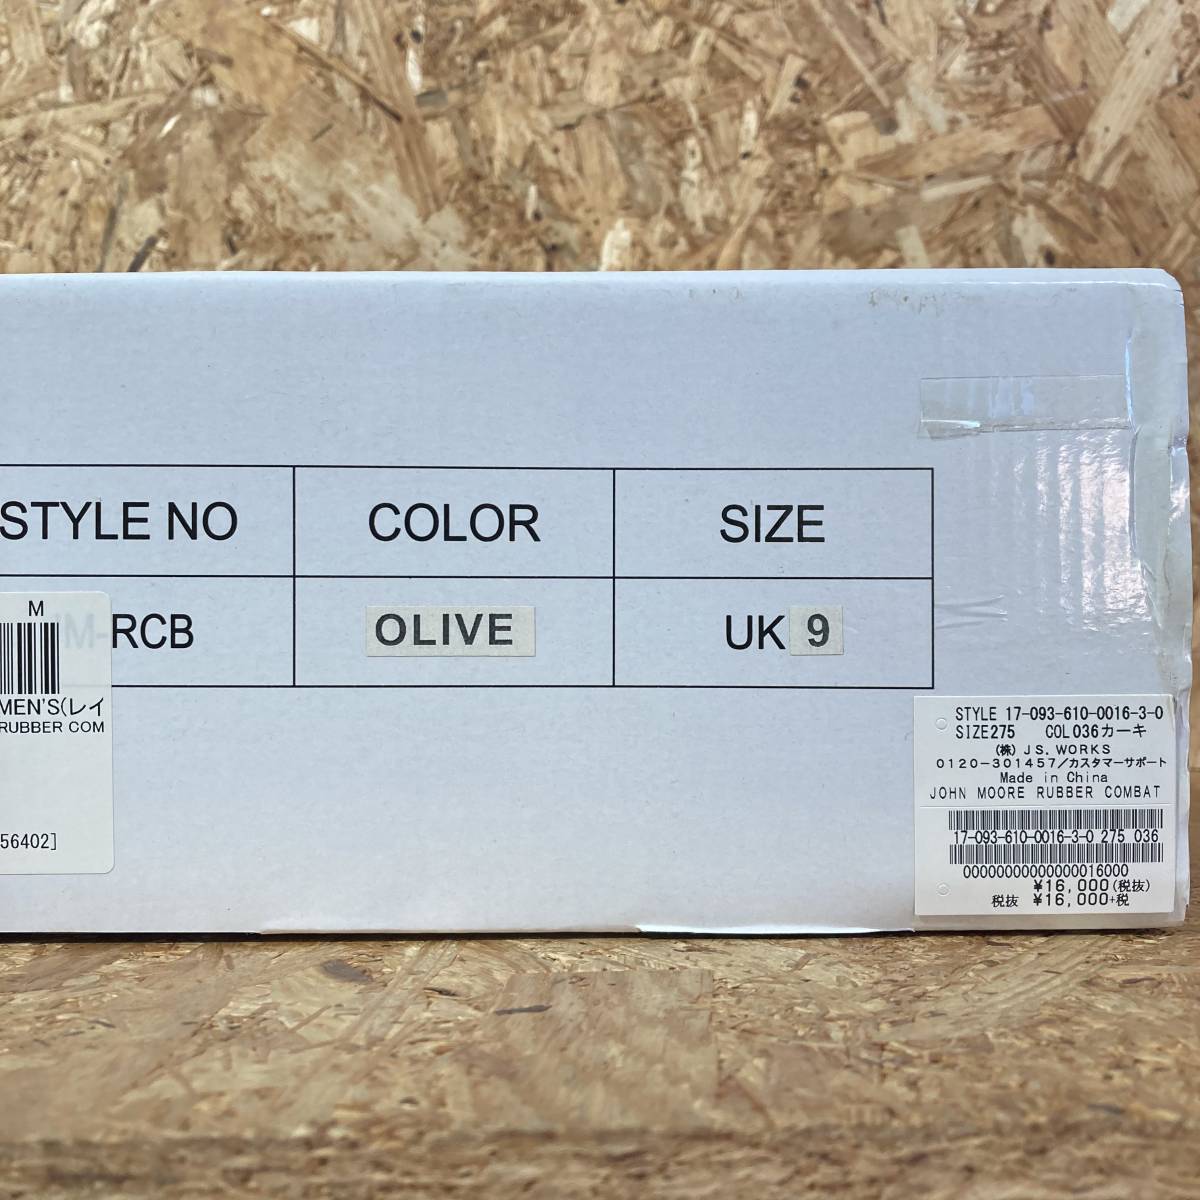 STYLE NO COLOR SIZE
M-RCB OLIVE UK 9
M
MEN'S(レイ
RUBBER COM
56402]
STYLE 17-093-610-0016-3-0
SIZE275 COL036カーキ
(株) JS.WORKS
0120-301457/カスタマーサポート
Made in China
JOHN MOORE RUBBER COMBAT
17-093-610-0016-3-0 275 036
00000000000000016000
¥16,000(税抜)
税抜 ¥16,000+税